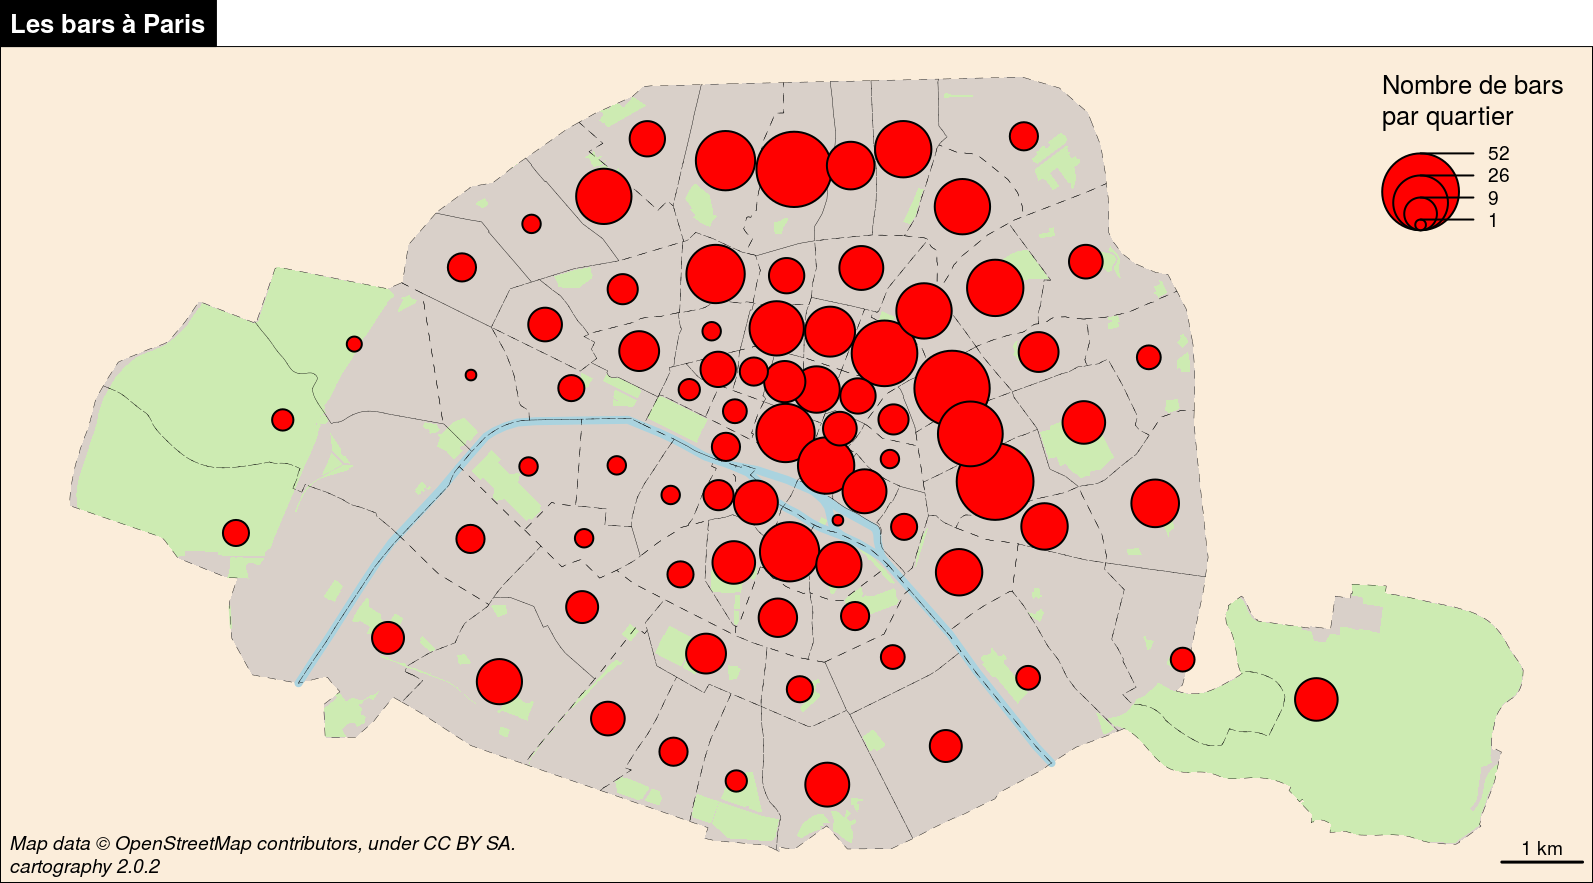 Les bars à Paris
Nombre de bars
par quartier
52
26
9
1
Map data © OpenStreetMap contributors, under CC BY SA.
cartography 2.0.2
1 km